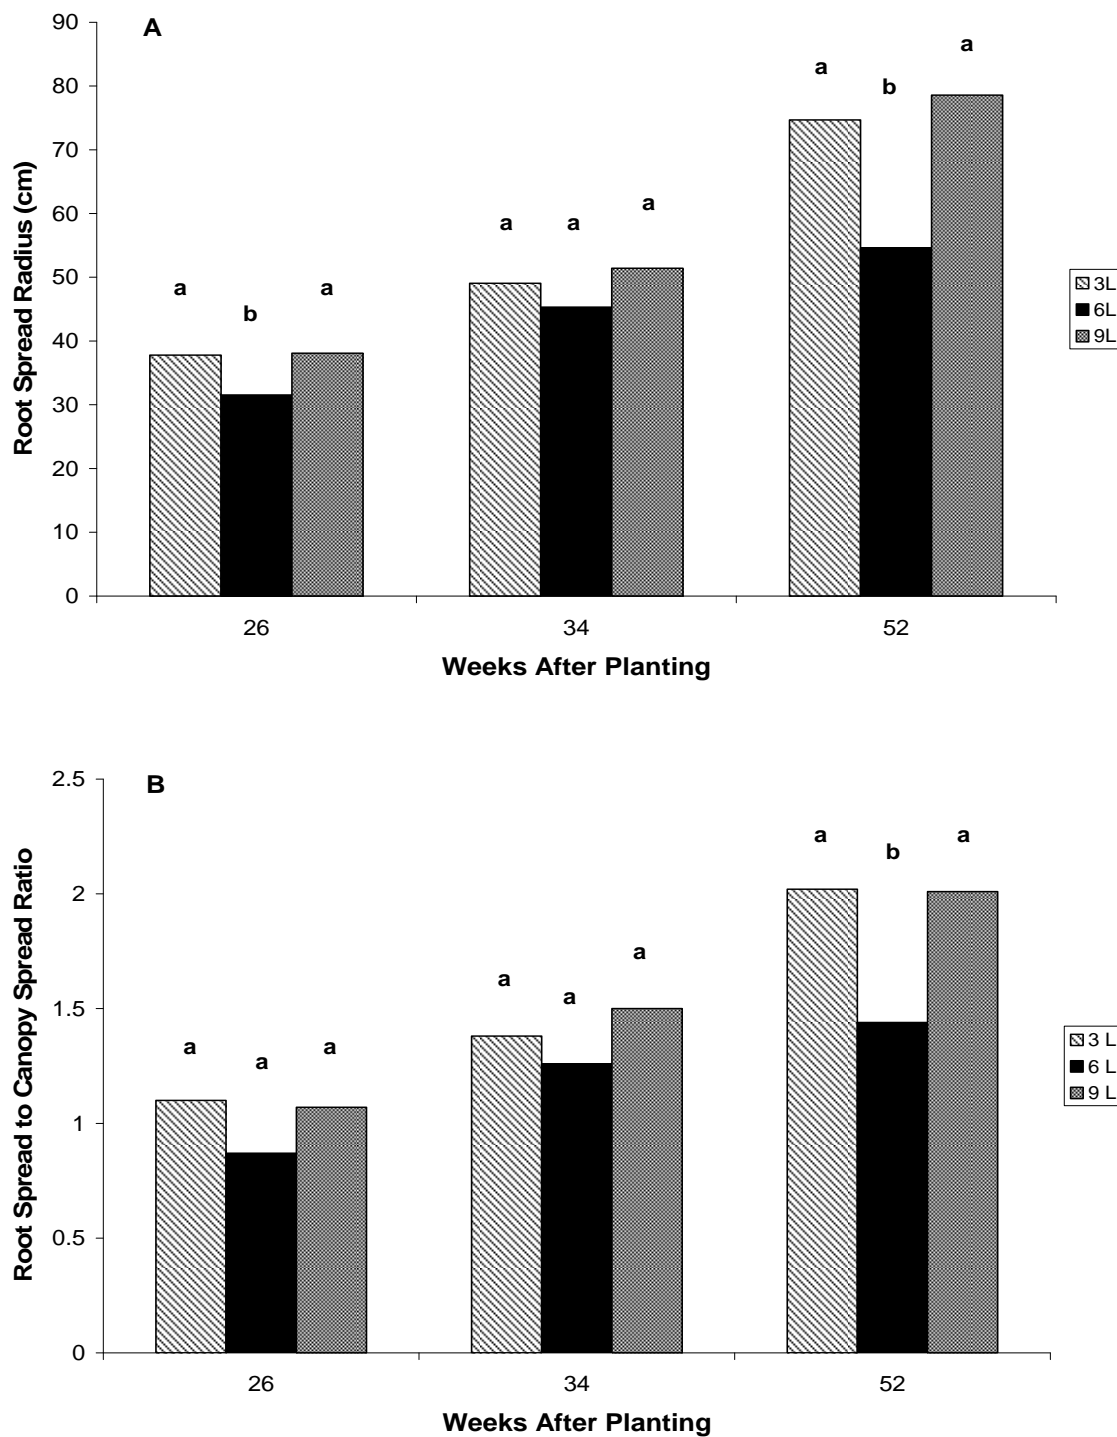 A
90
80
70
60
50
40
30
20
10
0
Root Spread Radius (cm)
a b a
a a a
a b a
26 34 52
Weeks After Planting
3L
6L
9L
B
2.5
2
1.5
1
0.5
0
Root Spread to Canopy Spread Ratio
a a a
a a a
a b a
26 34 52
Weeks After Planting
3 L
6 L
9 L